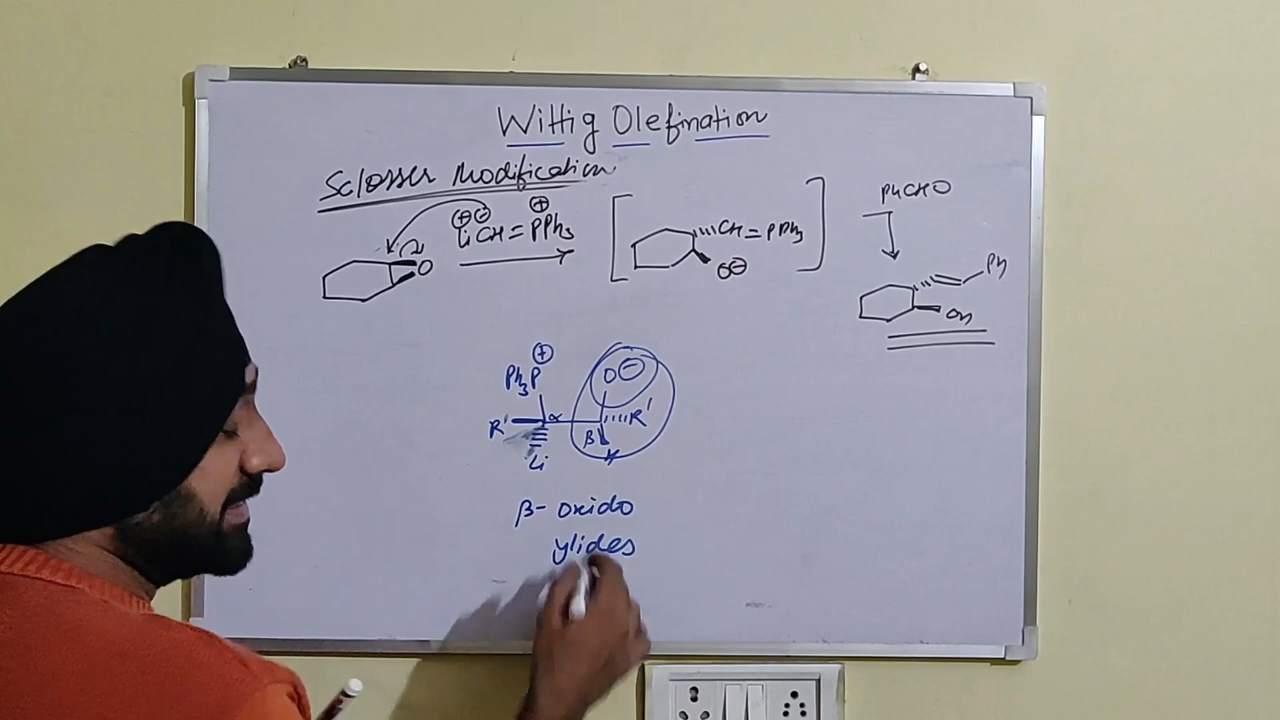 Wittig Olefination
Sclosser Modification
⊕ ⊖ ⊕
LiCH=PPh₃
O
CH=PPh₃
O⊖
PhCHO
Ph
OH
⊕
Ph₃P
O⊖
R' α R'
β H
Li
β- oxido
ylides